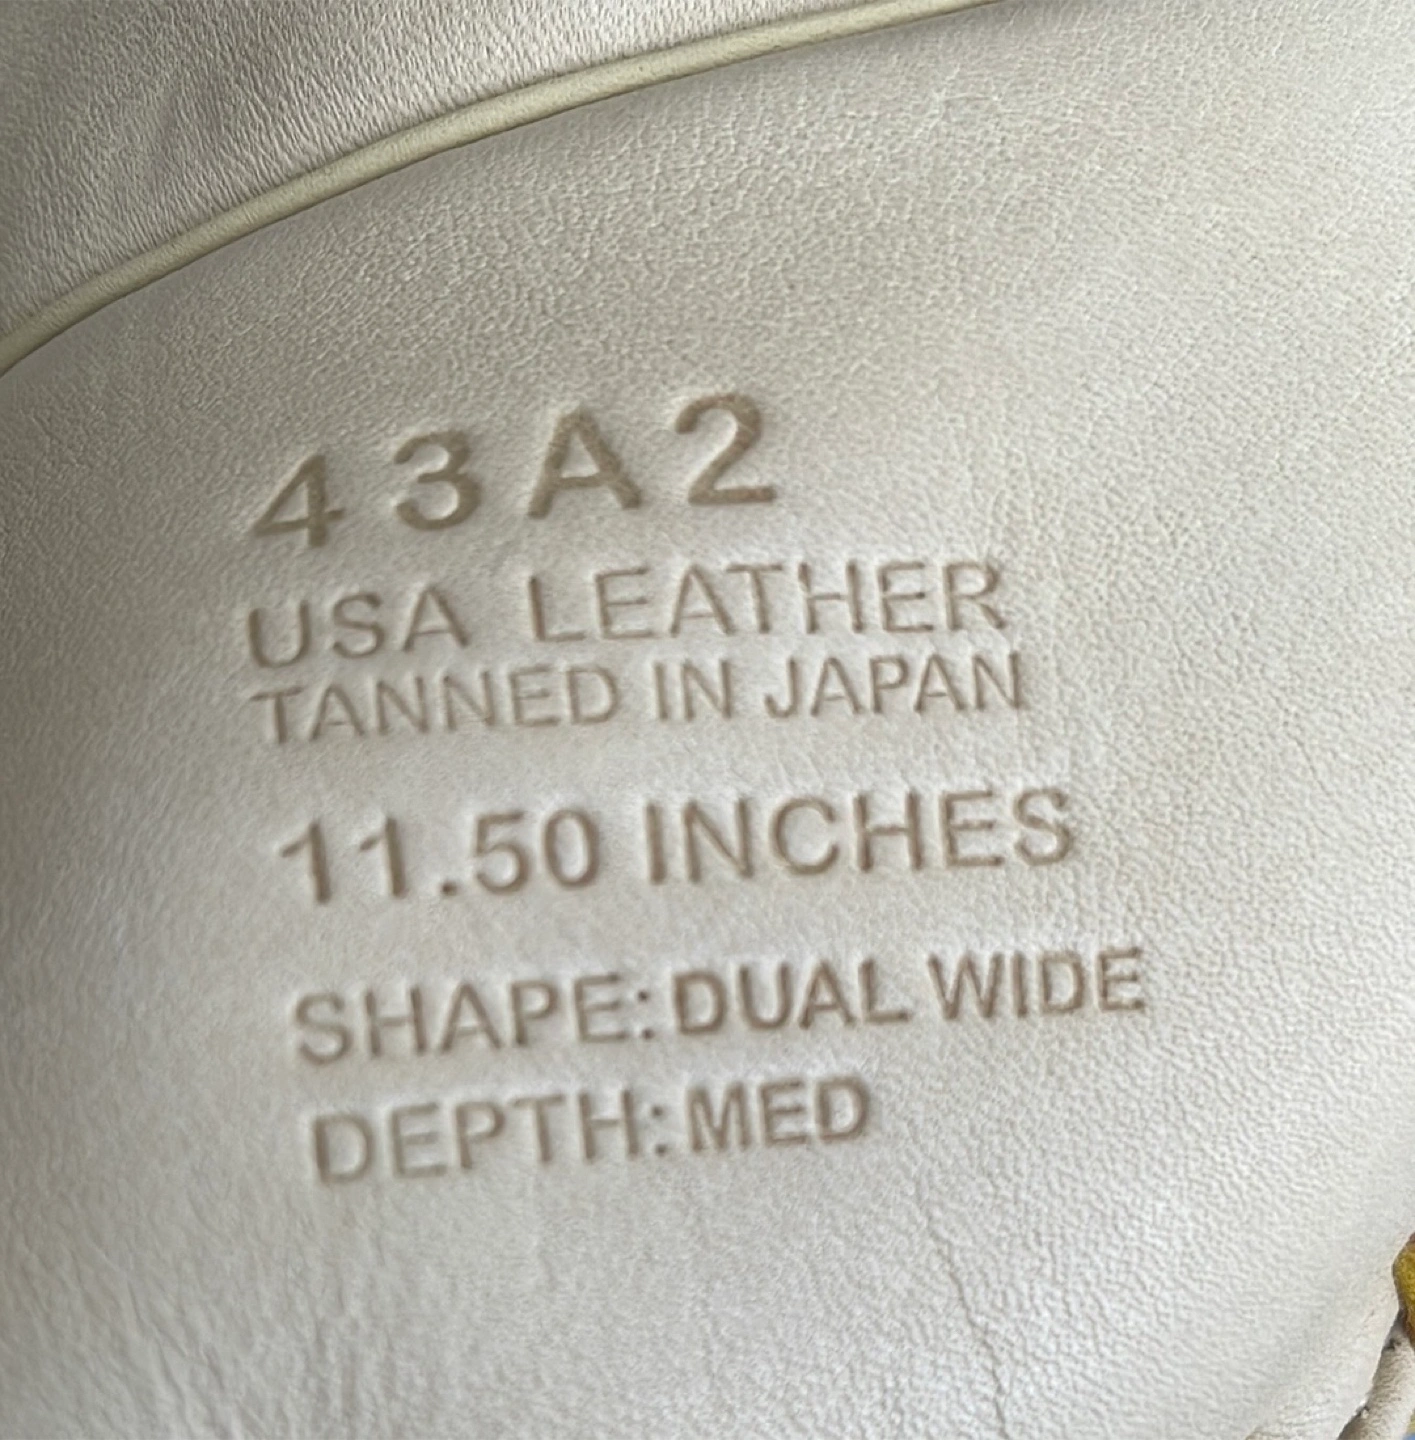 43A2
USA LEATHER
TANNED IN JAPAN
11.50 INCHES
SHAPE: DUAL WIDE
DEPTH: MED